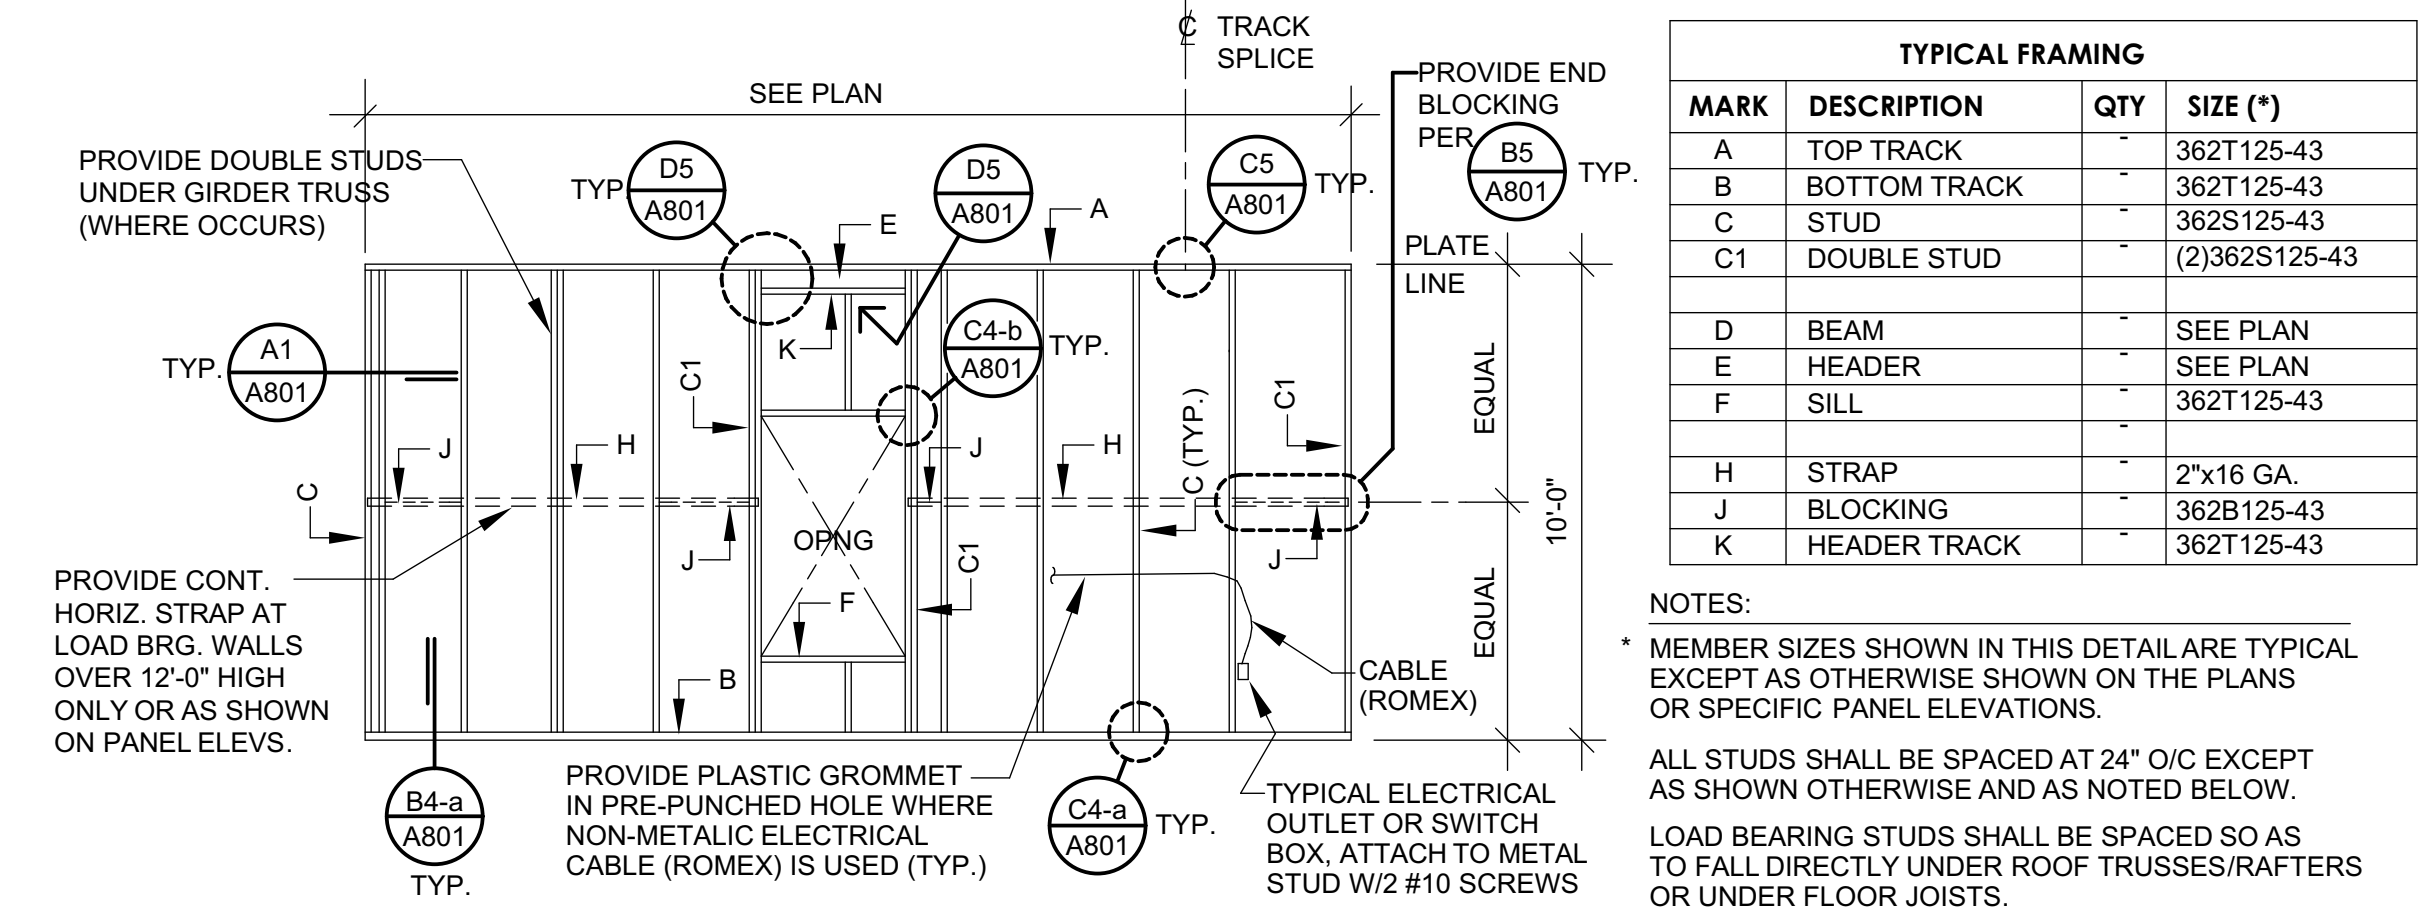 ℄ TRACK
SPLICE
SEE PLAN
PROVIDE END
BLOCKING
PER
B5
A801
TYP.
PROVIDE DOUBLE STUDS
UNDER GIRDER TRUSS
(WHERE OCCURS)
TYP.
D5
A801
D5
A801
C5
A801
TYP.
E
A
PLATE
LINE
TYP.
A1
A801
K
C4-b
A801
TYP.
C1
C1
C (TYP.)
EQUAL
J
H
J
H
C
10'-0"
OPNG
J
C1
J
F
EQUAL
PROVIDE CONT.
HORIZ. STRAP AT
LOAD BRG. WALLS
OVER 12'-0" HIGH
ONLY OR AS SHOWN
ON PANEL ELEVS.
B
CABLE
(ROMEX)
B4-a
A801
TYP.
PROVIDE PLASTIC GROMMET
IN PRE-PUNCHED HOLE WHERE
NON-METALIC ELECTRICAL
CABLE (ROMEX) IS USED (TYP.)
C4-a
A801
TYP.
TYPICAL ELECTRICAL
OUTLET OR SWITCH
BOX, ATTACH TO METAL
STUD W/2 #10 SCREWS
TYPICAL FRAMING
MARK DESCRIPTION QTY SIZE (*)
A TOP TRACK - 362T125-43
B BOTTOM TRACK - 362T125-43
C STUD - 362S125-43
C1 DOUBLE STUD - (2)362S125-43
D BEAM - SEE PLAN
E HEADER - SEE PLAN
F SILL - 362T125-43
-
H STRAP - 2"x16 GA.
J BLOCKING - 362B125-43
K HEADER TRACK - 362T125-43
NOTES:
* MEMBER SIZES SHOWN IN THIS DETAIL ARE TYPICAL
EXCEPT AS OTHERWISE SHOWN ON THE PLANS
OR SPECIFIC PANEL ELEVATIONS.
ALL STUDS SHALL BE SPACED AT 24" O/C EXCEPT
AS SHOWN OTHERWISE AND AS NOTED BELOW.
LOAD BEARING STUDS SHALL BE SPACED SO AS
TO FALL DIRECTLY UNDER ROOF TRUSSES/RAFTERS
OR UNDER FLOOR JOISTS.